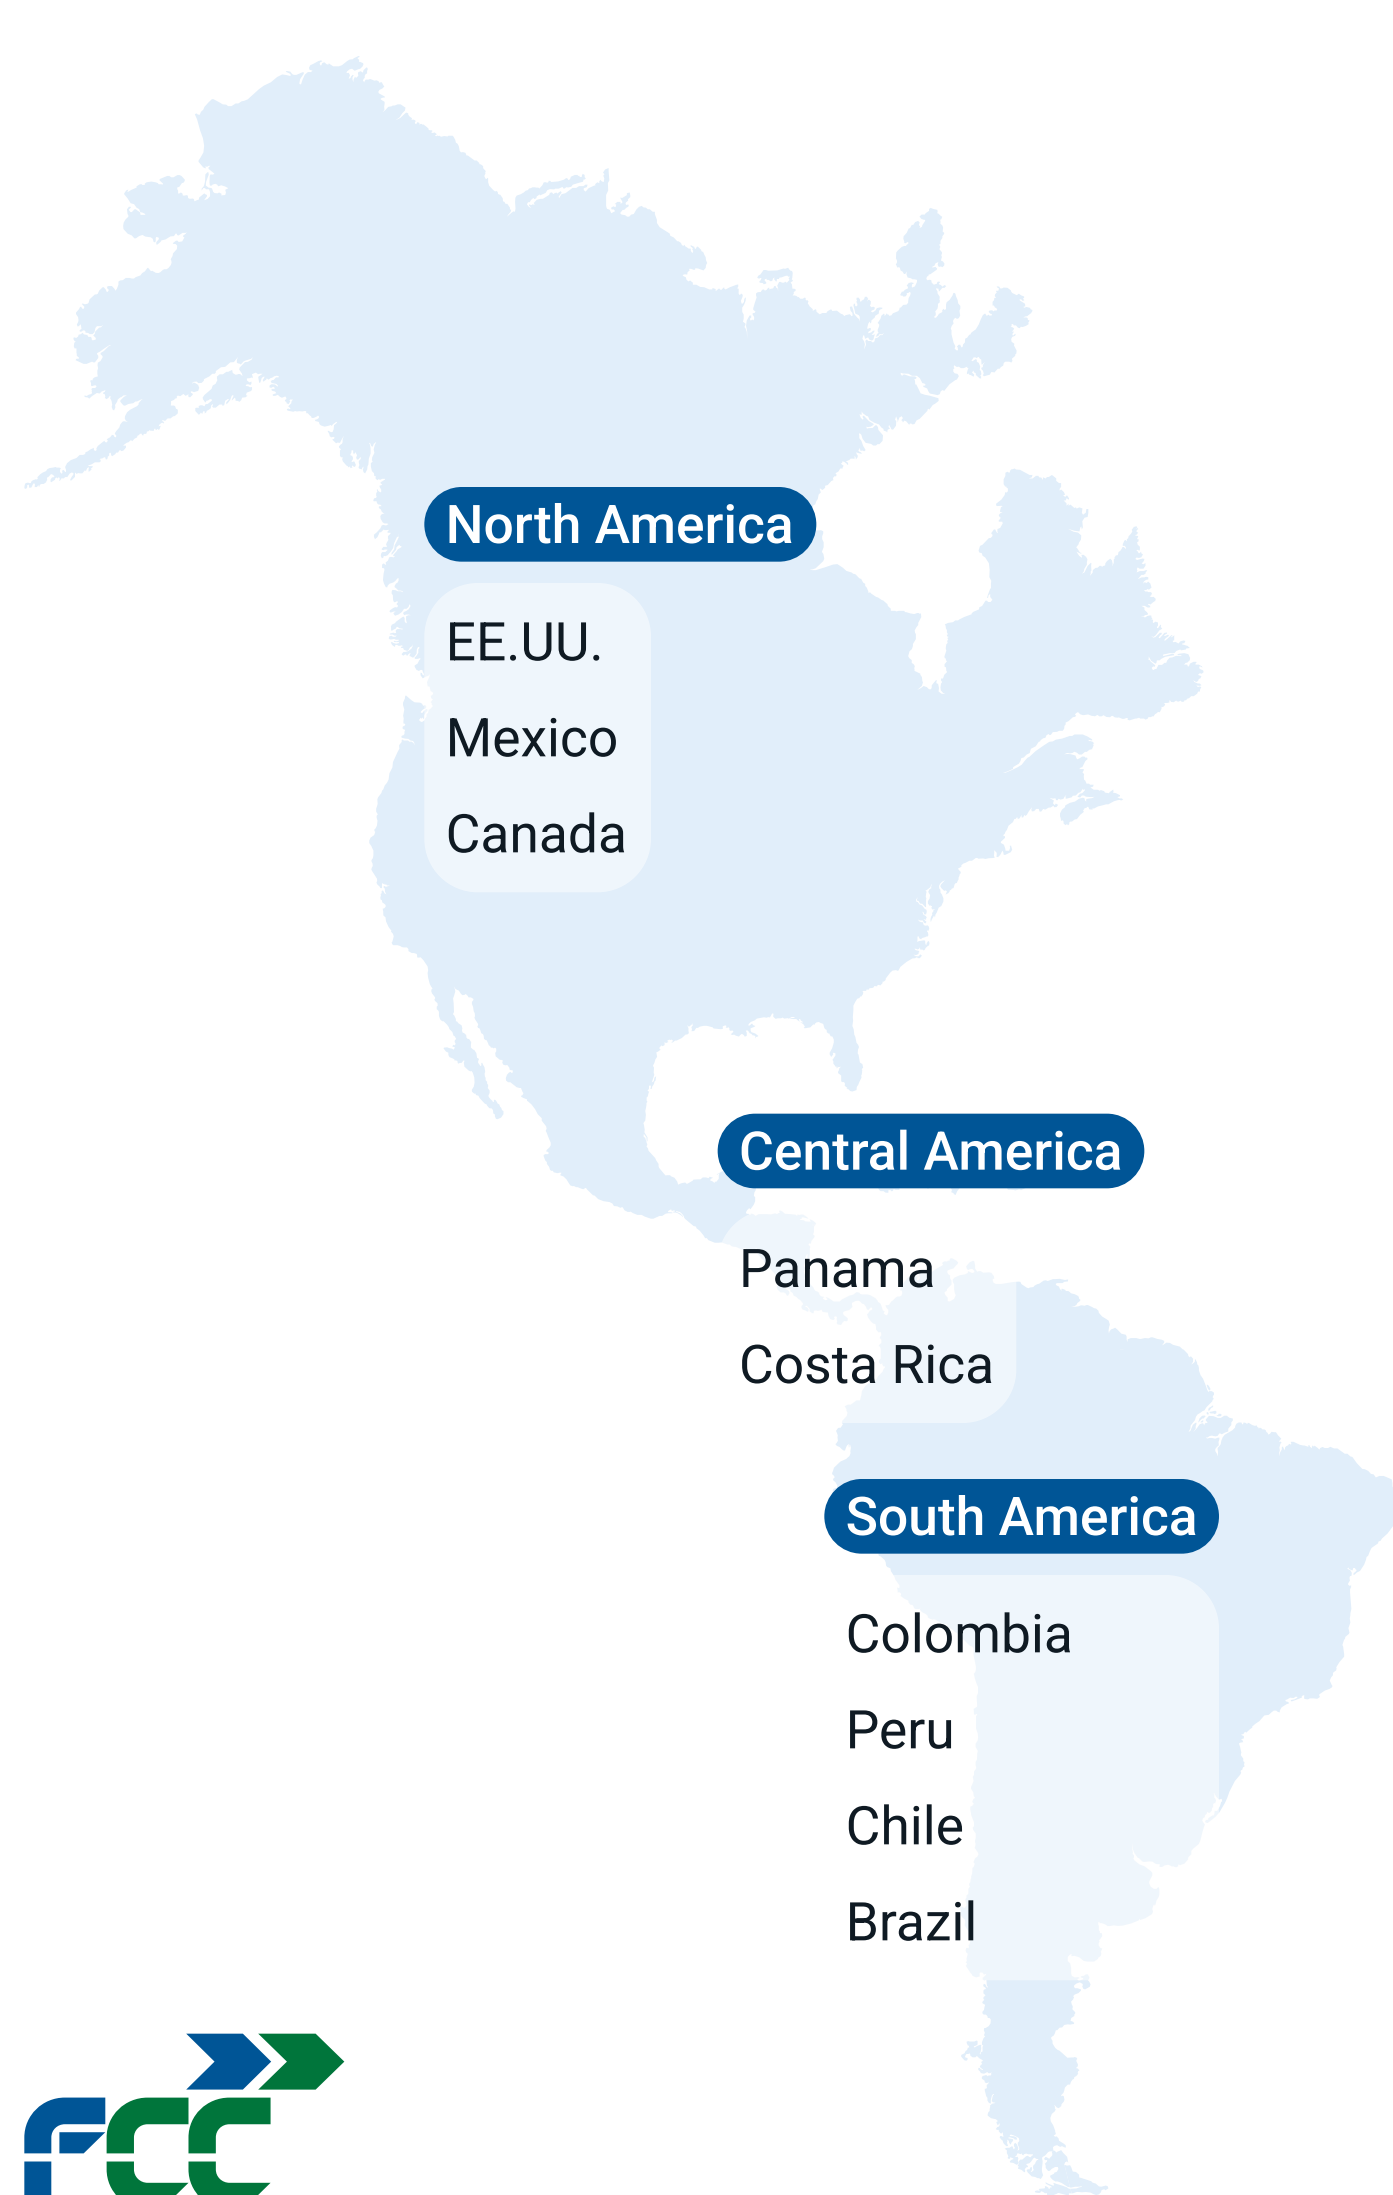 North America
EE.UU.
Mexico
Canada
Central America
Panama
Costa Rica
South America
Colombia
Peru
Chile
Brazil
FCC